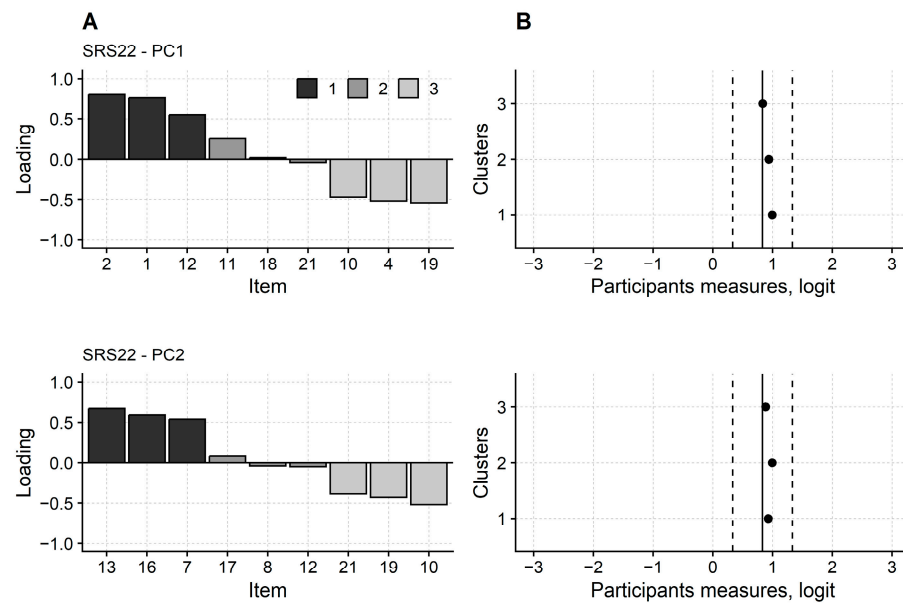 A
B
SRS22 - PC1
1 2 3
1.0
0.5
0.0
−0.5
−1.0
Loading
2 1 12 11 18 21 10 4 19
Item
3
2
1
Clusters
−3 −2 −1 0 1 2 3
Participants measures, logit
SRS22 - PC2
1.0
0.5
0.0
−0.5
−1.0
Loading
13 16 7 17 8 12 21 19 10
Item
3
2
1
Clusters
−3 −2 −1 0 1 2 3
Participants measures, logit